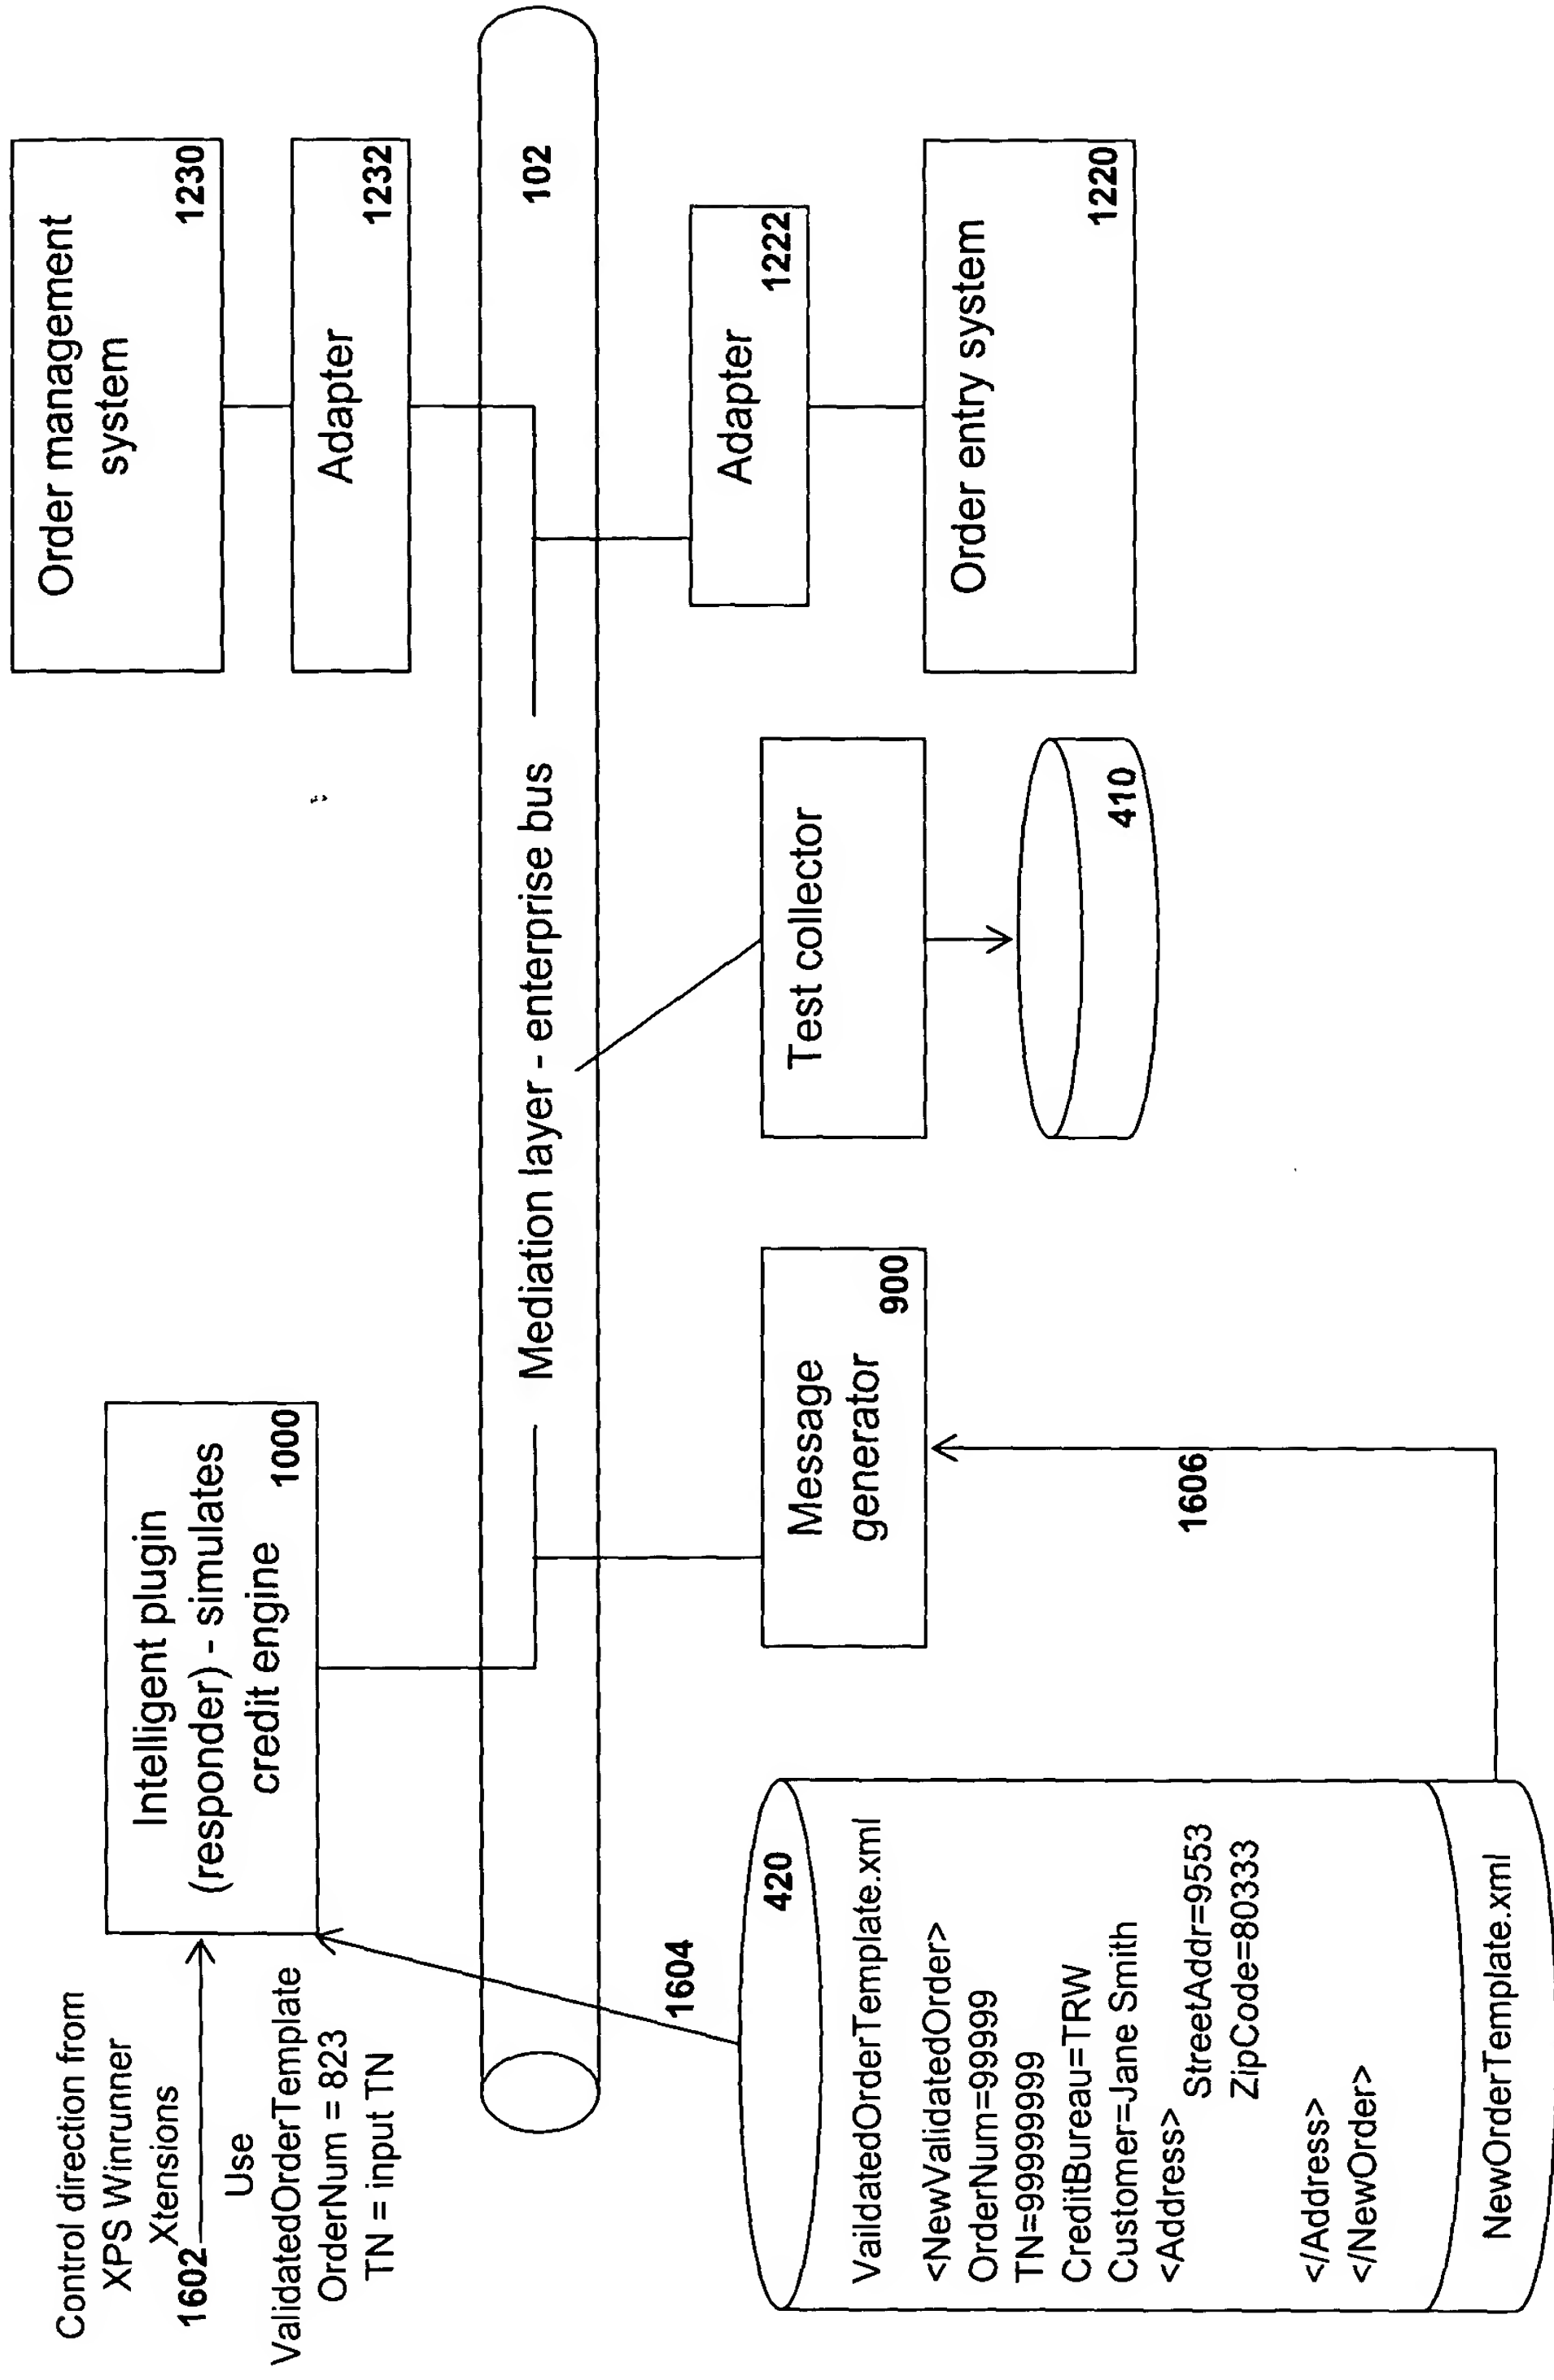 Control direction from
XPS Winrunner
Xtensions
1602
Use
ValidatedOrderTemplate
OrderNum = 823
TN = input TN
Intelligent plugin
(responder) - simulates
credit engine
1000
Order management
system
1230
Adapter
1232
Mediation layer - enterprise bus
102
1604
420
VaildatedOrderTemplate.xml
<NewValidatedOrder>
OrderNum=99999
TN=999999999
CreditBureau=TRW
Customer=Jane Smith
<Address>
StreetAddr=9553
ZipCode=80333
</Address>
</NewOrder>
NewOrderTemplate.xml
1606
Message
generator
900
Test collector
410
Adapter
1222
Order entry system
1220